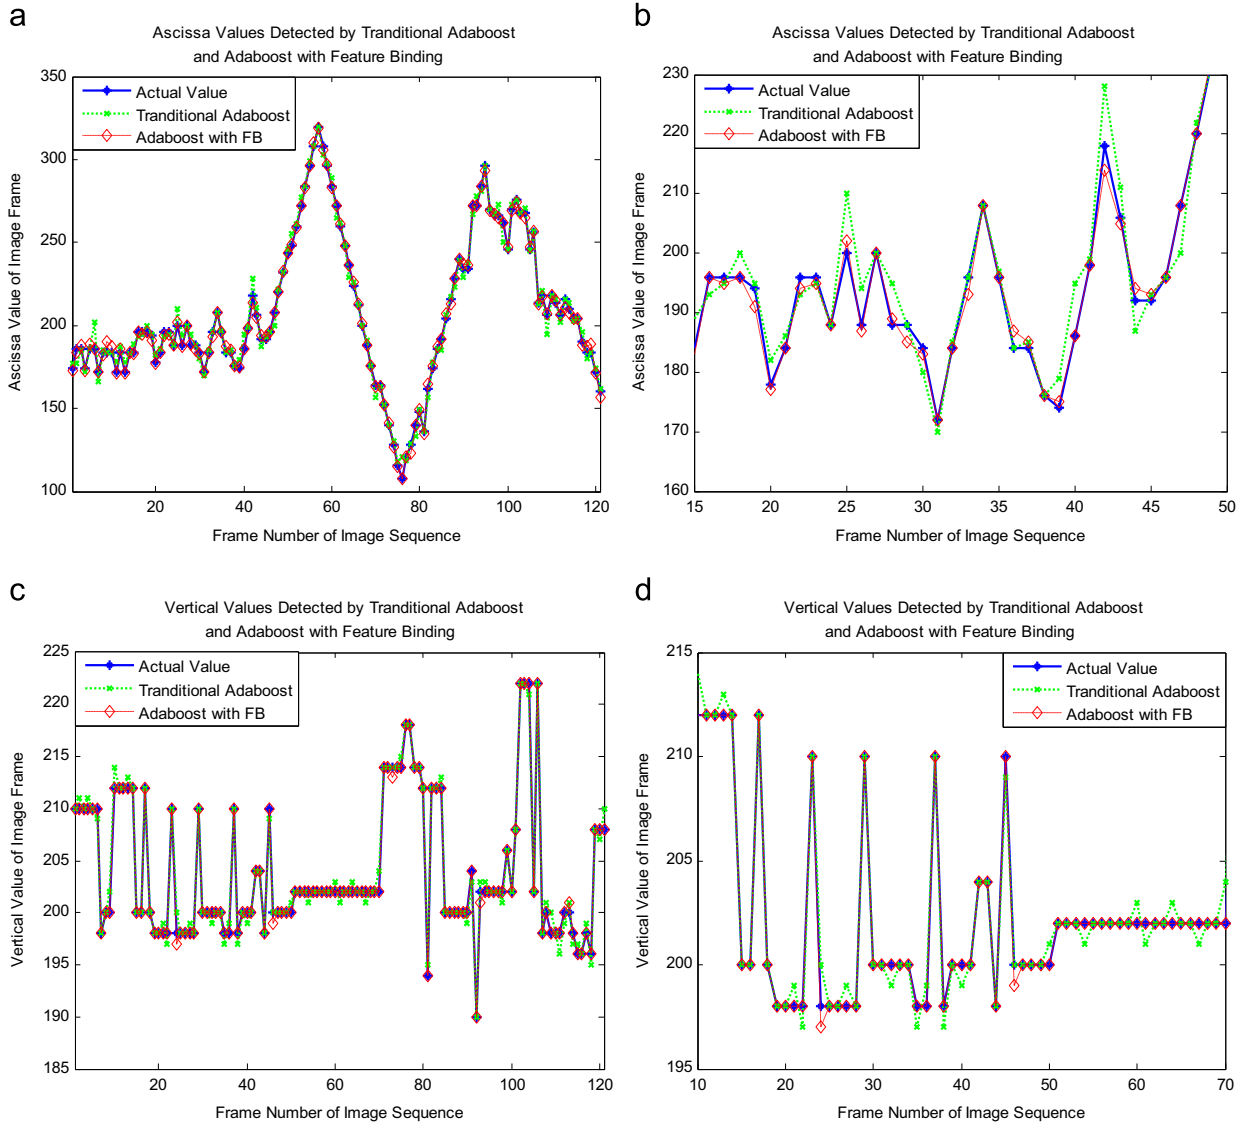 a
Ascissa Values Detected by Tranditional Adaboost
and Adaboost with Feature Binding
350
300
250
200
150
100
Ascissa Value of Image Frame
Actual Value
Tranditional Adaboost
Adaboost with FB
20 40 60 80 100 120
Frame Number of Image Sequence
b
Ascissa Values Detected by Tranditional Adaboost
and Adaboost with Feature Binding
230
220
210
200
190
180
170
160
Ascissa Value of Image Frame
Actual Value
Tranditional Adaboost
Adaboost with FB
15 20 25 30 35 40 45 50
Frame Number of Image Sequence
c
Vertical Values Detected by Tranditional Adaboost
and Adaboost with Feature Binding
225
220
215
210
205
200
195
190
185
Vertical Value of Image Frame
Actual Value
Tranditional Adaboost
Adaboost with FB
20 40 60 80 100 120
Frame Number of Image Sequence
d
Vertical Values Detected by Tranditional Adaboost
and Adaboost with Feature Binding
215
210
205
200
195
Vertical Value of Image Frame
Actual Value
Tranditional Adaboost
Adaboost with FB
10 20 30 40 50 60 70
Frame Number of Image Sequence